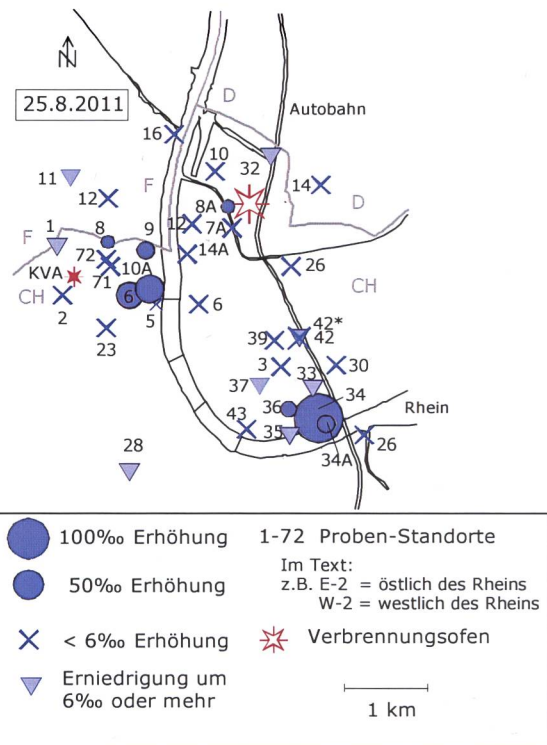 N
25.8.2011
D
Autobahn
16
10
32
11
F
12
14
8A
D
F
1
8
9
12
7A
72
14A
KVA
10A
26
CH
71
6
CH
2
5
6
23
42*
39
42
3
30
37
33
34
36
Rhein
43
35
26
28
34A
100‰ Erhöhung
50‰ Erhöhung
< 6‰ Erhöhung
Erniedrigung um
6‰ oder mehr
1-72 Proben-Standorte
Im Text:
z.B. E-2 = östlich des Rheins
W-2 = westlich des Rheins
Verbrennungsofen
1 km